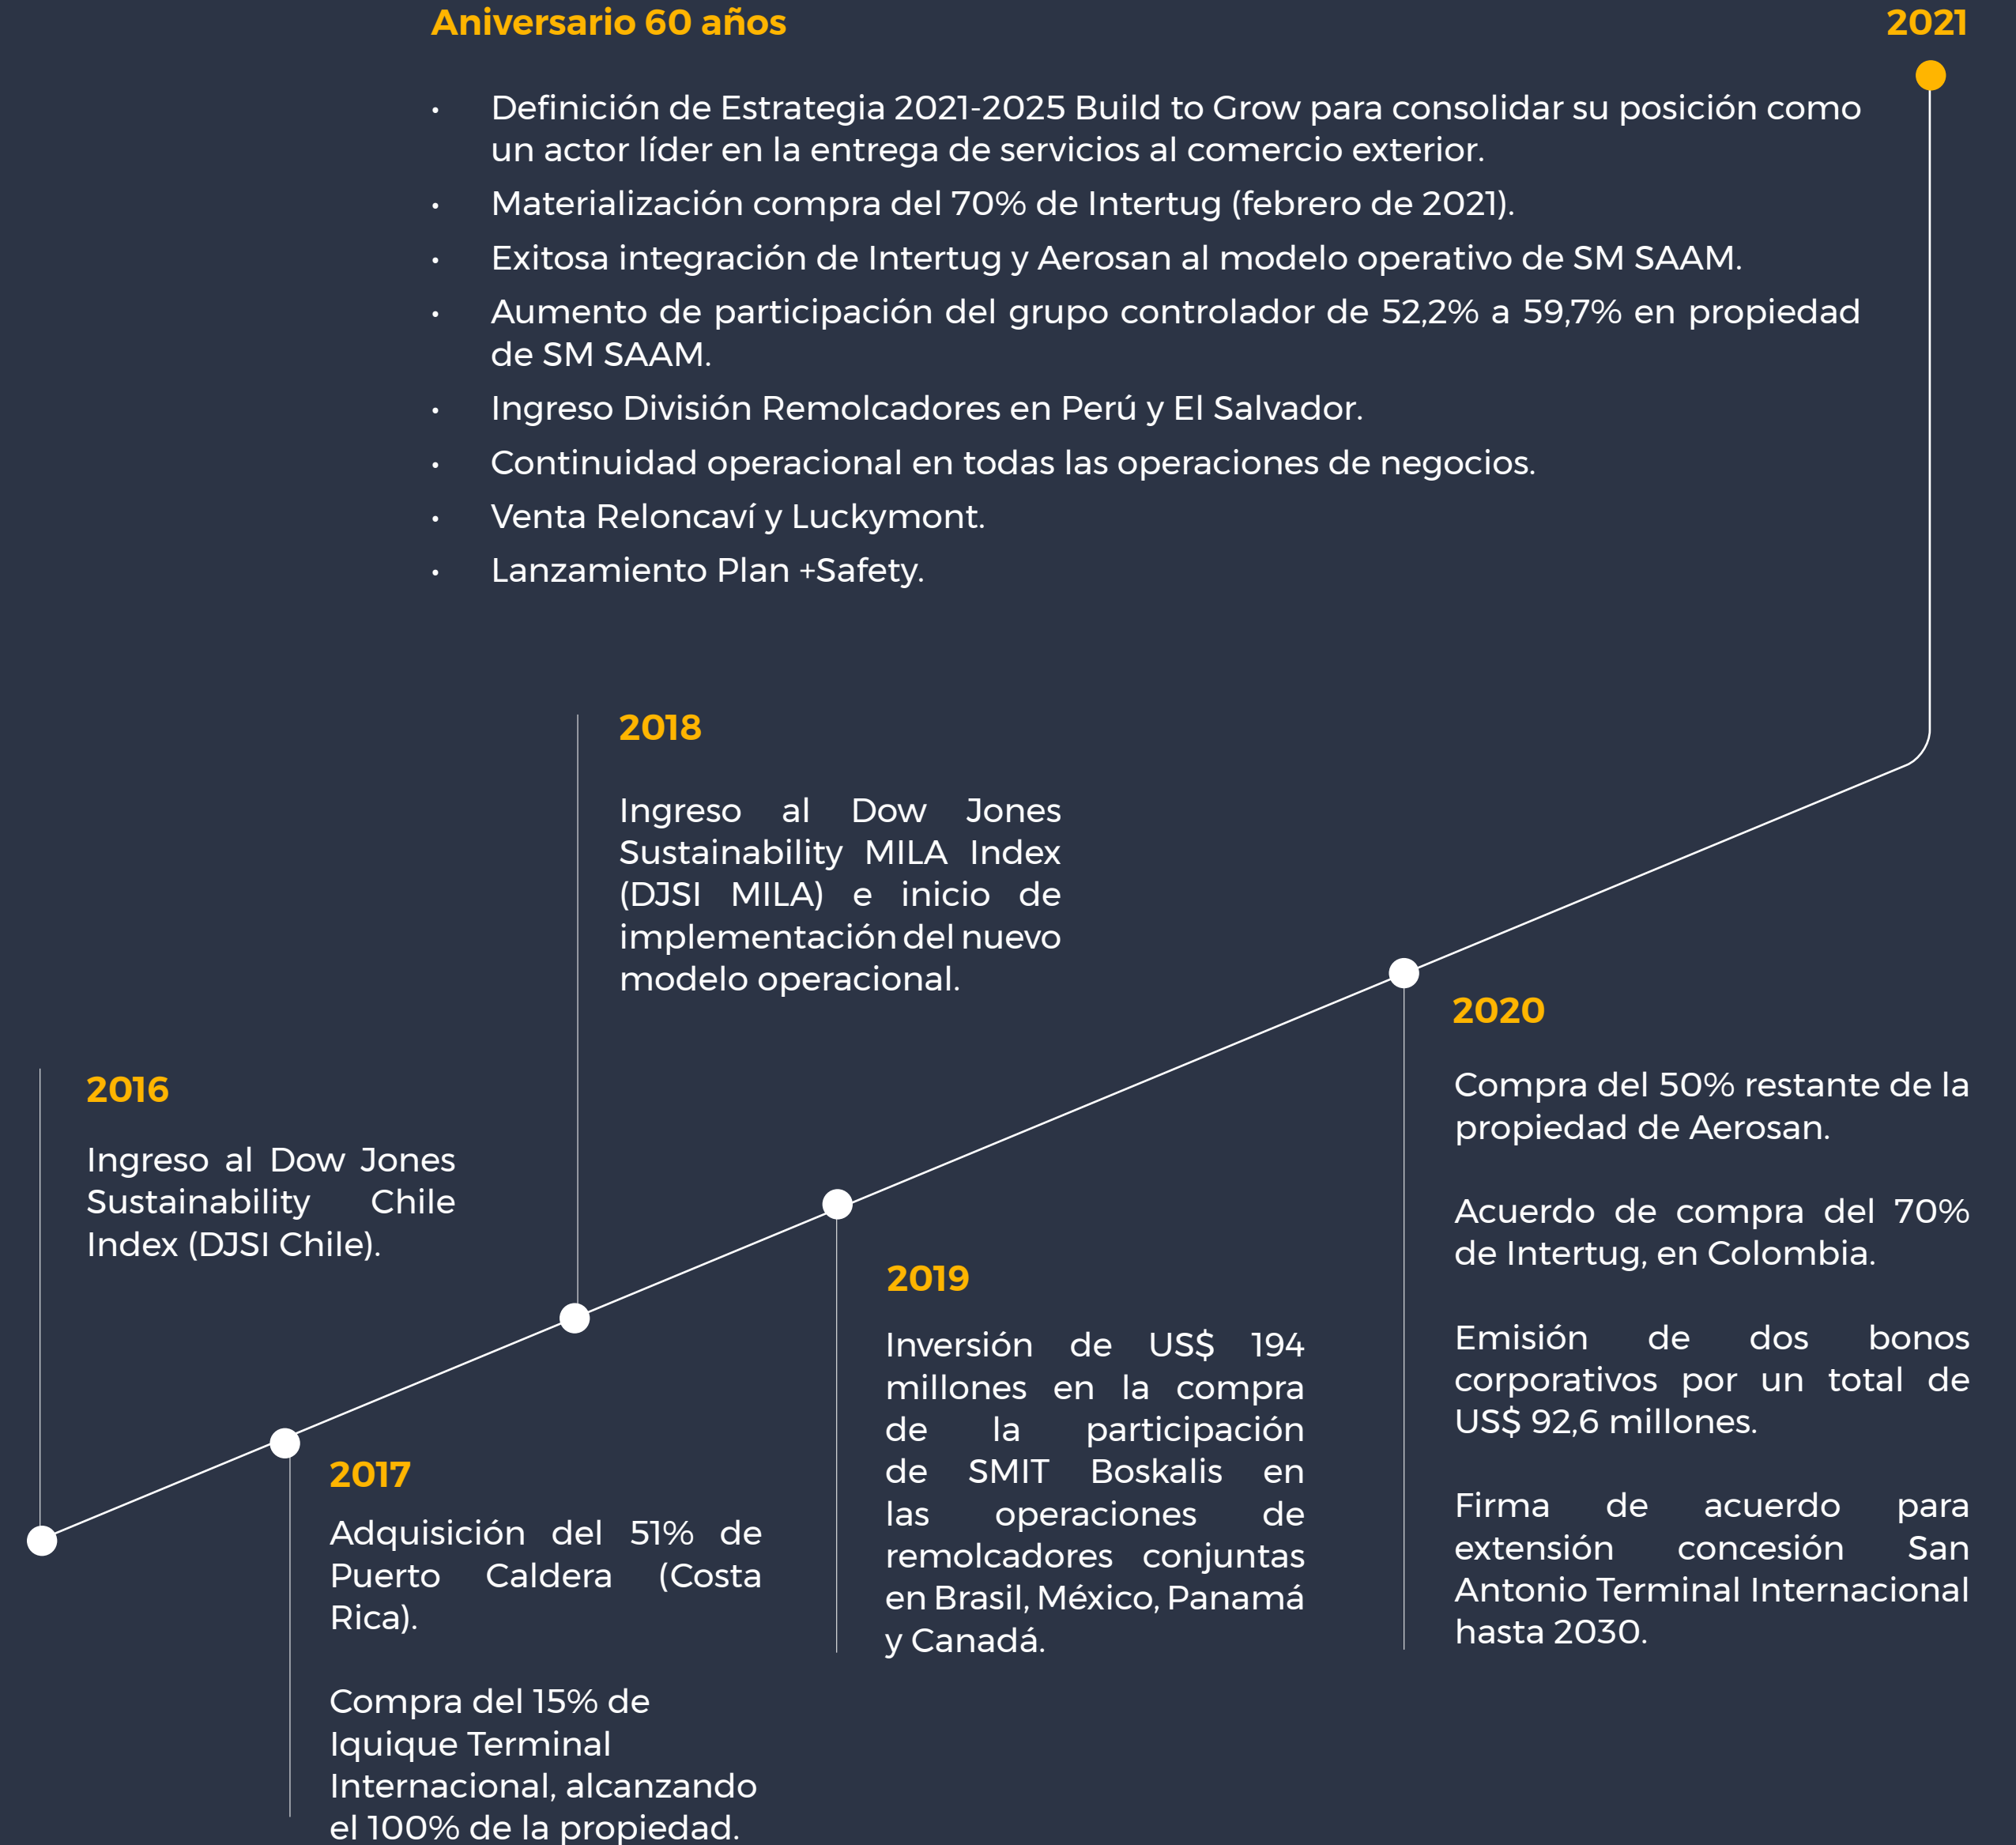 Aniversario 60 años
2021
• Definición de Estrategia 2021-2025 Build to Grow para consolidar su posición como
un actor líder en la entrega de servicios al comercio exterior.
• Materialización compra del 70% de Intertug (febrero de 2021).
• Exitosa integración de Intertug y Aerosan al modelo operativo de SM SAAM.
• Aumento de participación del grupo controlador de 52,2% a 59,7% en propiedad
de SM SAAM.
• Ingreso División Remolcadores en Perú y El Salvador.
• Continuidad operacional en todas las operaciones de negocios.
• Venta Reloncaví y Luckymont.
• Lanzamiento Plan +Safety.
2016
Ingreso al Dow Jones
Sustainability Chile
Index (DJSI Chile).
2017
Adquisición del 51% de
Puerto Caldera (Costa
Rica).
Compra del 15% de
Iquique Terminal
Internacional, alcanzando
el 100% de la propiedad.
2018
Ingreso al Dow Jones
Sustainability MILA Index
(DJSI MILA) e inicio de
implementación del nuevo
modelo operacional.
2019
Inversión de US$ 194
millones en la compra
de la participación
de SMIT Boskalis en
las operaciones de
remolcadores conjuntas
en Brasil, México, Panamá
y Canadá.
2020
Compra del 50% restante de la
propiedad de Aerosan.
Acuerdo de compra del 70%
de Intertug, en Colombia.
Emisión de dos bonos
corporativos por un total de
US$ 92,6 millones.
Firma de acuerdo para
extensión concesión San
Antonio Terminal Internacional
hasta 2030.